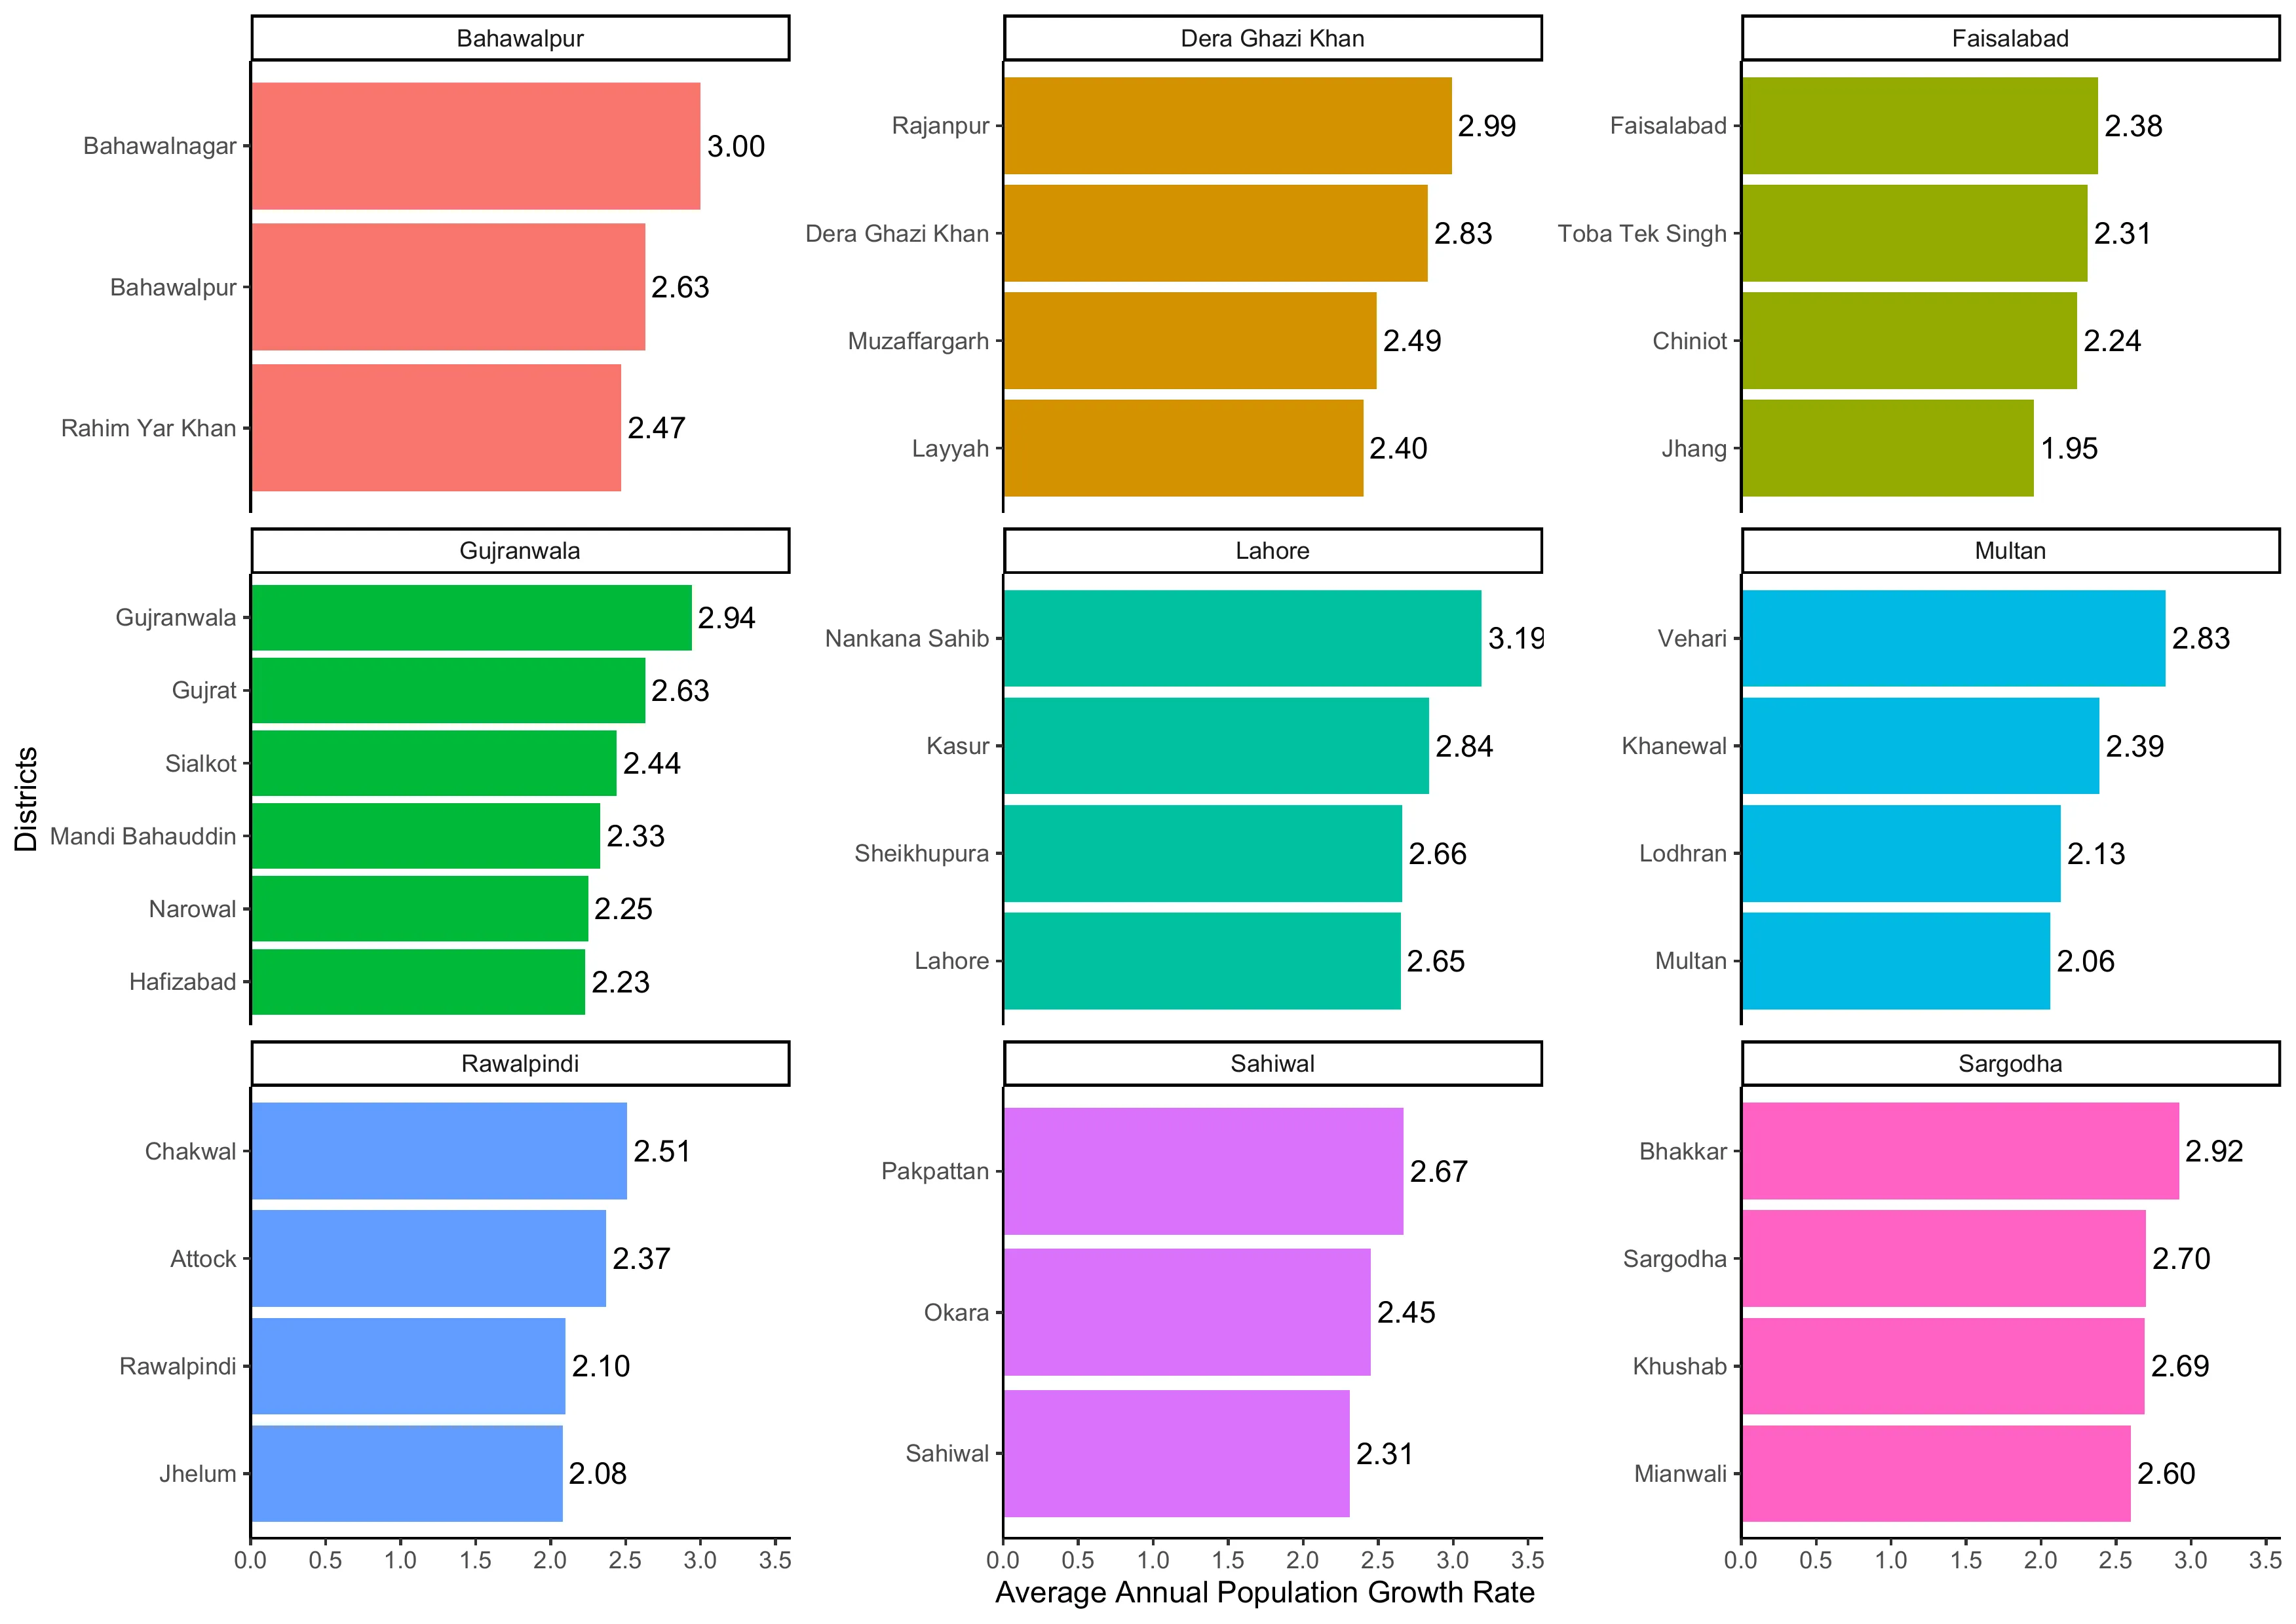 Bahawalpur
Bahawalnagar 3.00
Bahawalpur 2.63
Rahim Yar Khan 2.47
Dera Ghazi Khan
Rajanpur 2.99
Dera Ghazi Khan 2.83
Muzaffargarh 2.49
Layyah 2.40
Faisalabad
Faisalabad 2.38
Toba Tek Singh 2.31
Chiniot 2.24
Jhang 1.95
Districts
Gujranwala
Gujranwala 2.94
Gujrat 2.63
Sialkot 2.44
Mandi Bahauddin 2.33
Narowal 2.25
Hafizabad 2.23
Lahore
Nankana Sahib 3.19
Kasur 2.84
Sheikhupura 2.66
Lahore 2.65
Multan
Vehari 2.83
Khanewal 2.39
Lodhran 2.13
Multan 2.06
Rawalpindi
Chakwal 2.51
Attock 2.37
Rawalpindi 2.10
Jhelum 2.08
0.0 0.5 1.0 1.5 2.0 2.5 3.0 3.5
Sahiwal
Pakpattan 2.67
Okara 2.45
Sahiwal 2.31
0.0 0.5 1.0 1.5 2.0 2.5 3.0 3.5
Sargodha
Bhakkar 2.92
Sargodha 2.70
Khushab 2.69
Mianwali 2.60
0.0 0.5 1.0 1.5 2.0 2.5 3.0 3.5
Average Annual Population Growth Rate